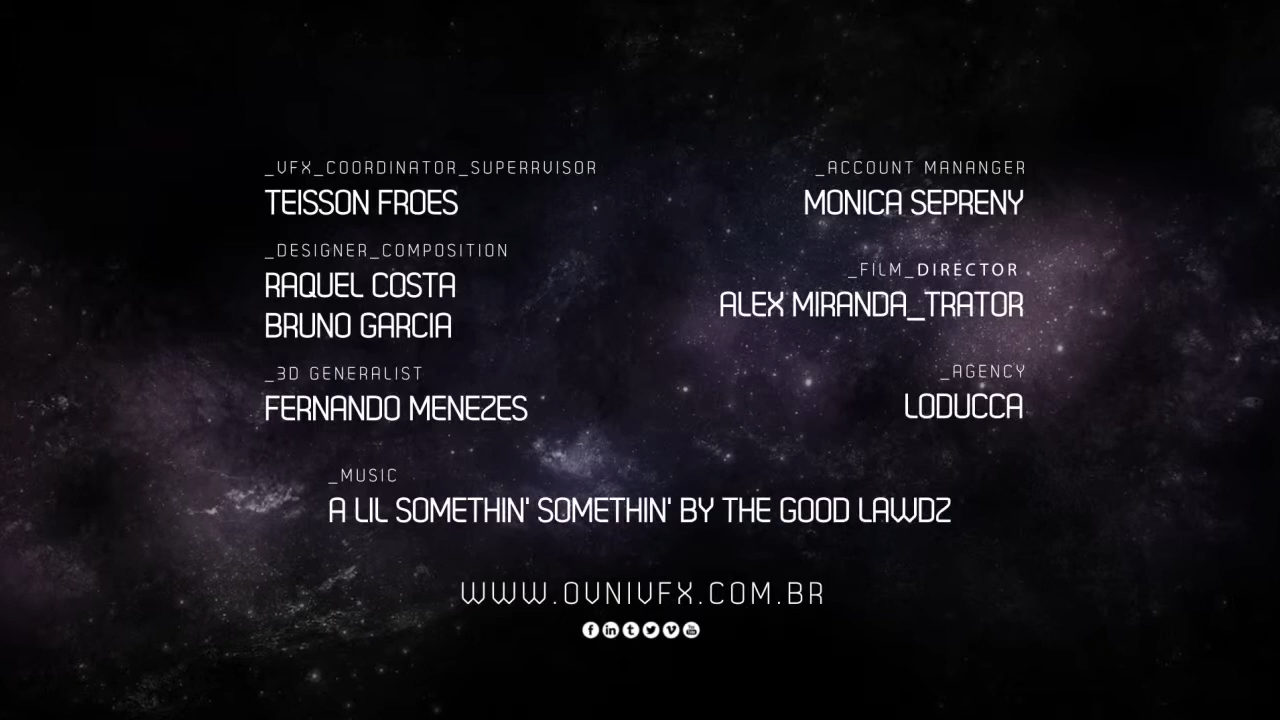 _VFX_COORDINATOR_SUPERRVISOR
TEISSON FROES
_DESIGNER_COMPOSITION
RAQUEL COSTA
BRUNO GARCIA
_3D GENERALIST
FERNANDO MENEZES
_ACCOUNT MANANGER
MONICA SEPRENY
_FILM_DIRECTOR
ALEX MIRANDA_TRATOR
_AGENCY
LODUCCA
_MUSIC
A LIL SOMETHIN' SOMETHIN' BY THE GOOD LAWDZ
WWW.OVNIVFX.COM.BR